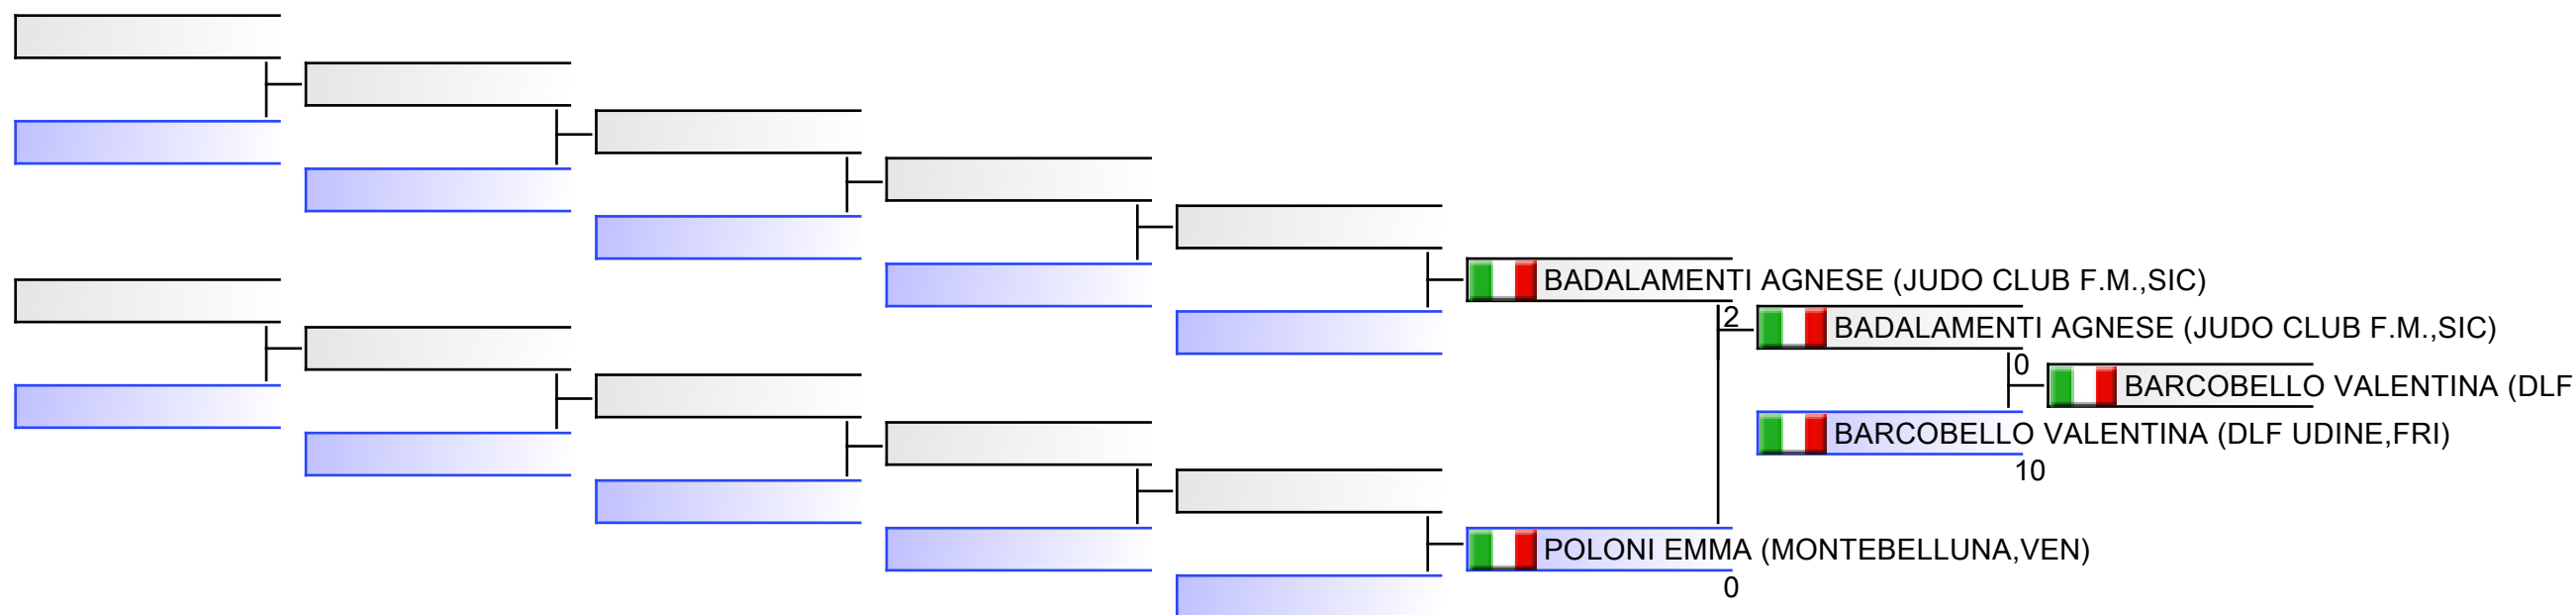 BADALAMENTI AGNESE (JUDO CLUB F.M.,SIC)
2
BADALAMENTI AGNESE (JUDO CLUB F.M.,SIC)
0
BARCOBELLO VALENTINA (DLF
BARCOBELLO VALENTINA (DLF UDINE,FRI)
10
POLONI EMMA (MONTEBELLUNA,VEN)
0